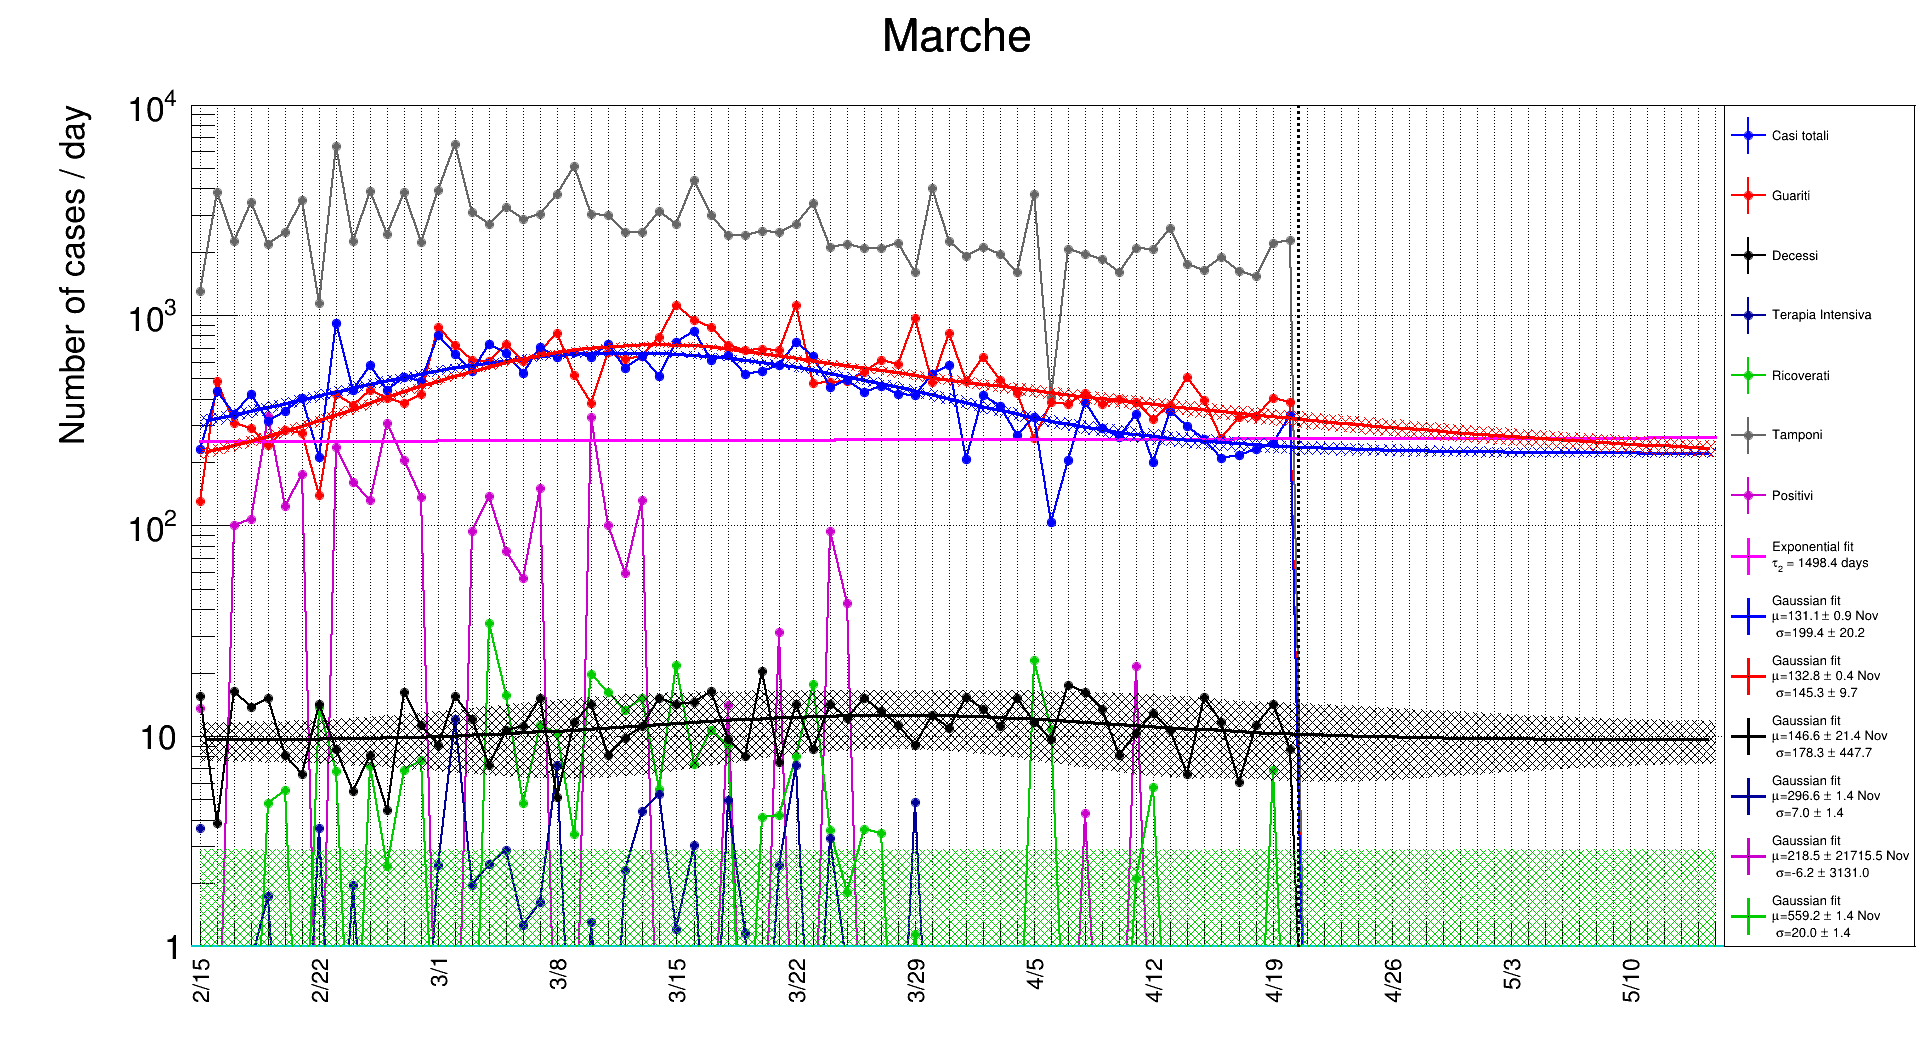 Marche
Number of cases / day
10⁴
10³
10²
10
1
2/15
2/22
3/1
3/8
3/15
3/22
3/29
4/5
4/12
4/19
4/26
5/3
5/10
Casi totali
Guariti
Decessi
Terapia Intensiva
Ricoverati
Tamponi
Positivi
Exponential fit
τ₂ = 1498.4 days
Gaussian fit
μ=131.1 ± 0.9 Nov
σ=199.4 ± 20.2
Gaussian fit
μ=132.8 ± 0.4 Nov
σ=145.3 ± 9.7
Gaussian fit
μ=146.6 ± 21.4 Nov
σ=178.3 ± 447.7
Gaussian fit
μ=296.6 ± 1.4 Nov
σ=7.0 ± 1.4
Gaussian fit
μ=218.5 ± 21715.5 Nov
σ=-6.2 ± 3131.0
Gaussian fit
μ=559.2 ± 1.4 Nov
σ=20.0 ± 1.4